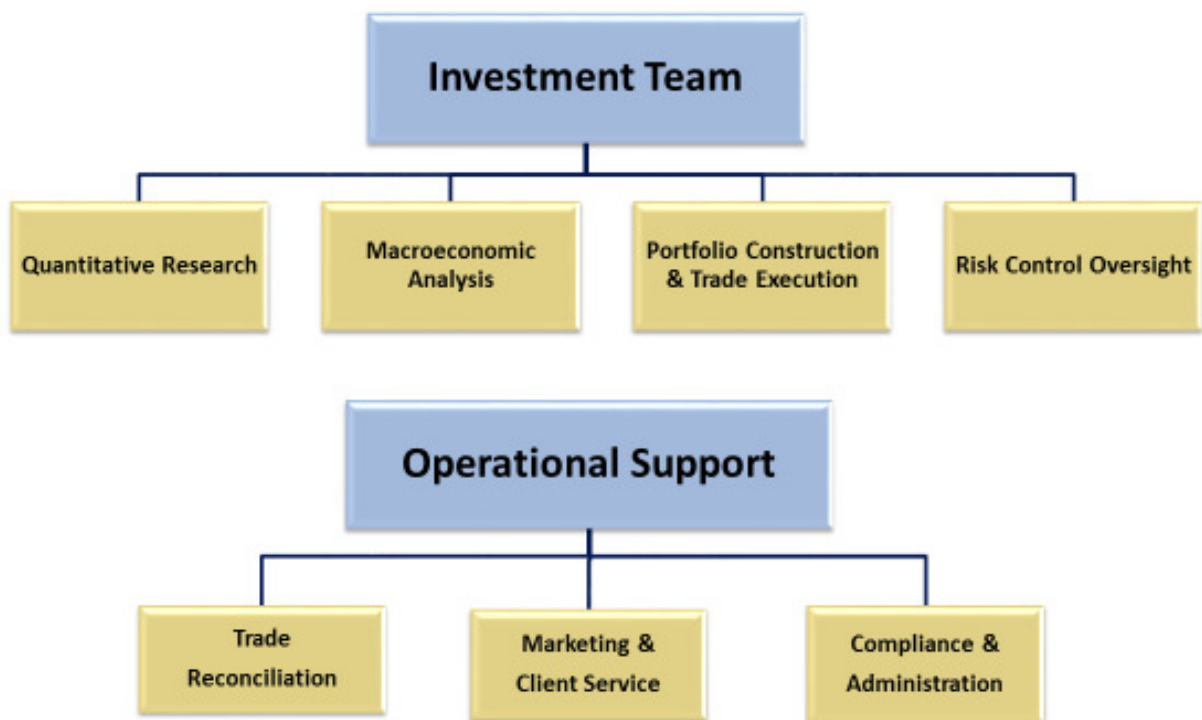 Investment Team
Quantitative Research
Macroeconomic
Analysis
Portfolio Construction
& Trade Execution
Risk Control Oversight
Operational Support
Trade
Reconciliation
Marketing &
Client Service
Compliance &
Administration